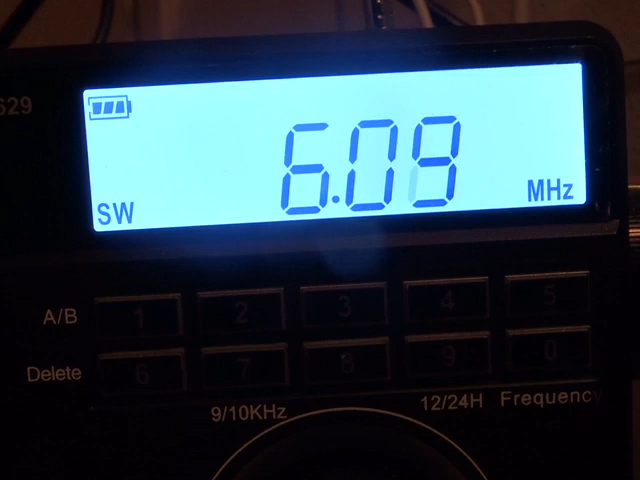 629
6.09
SW MHz
A/B 1 2 3 4 5
Delete 6 7 8 9 0
9/10KHz 12/24H Frequency